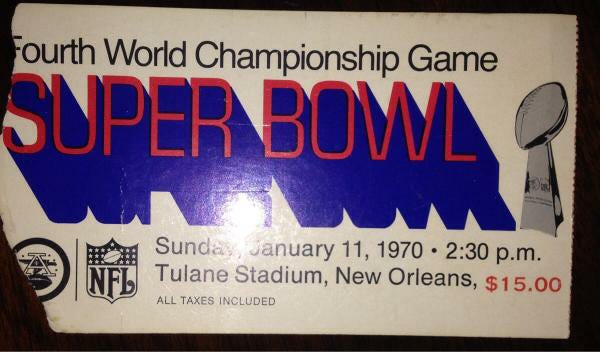 Fourth World Championship Game
SUPER BOWL
Sunday, January 11, 1970 • 2:30 p.m.
Tulane Stadium, New Orleans, $15.00
NFL
ALL TAXES INCLUDED